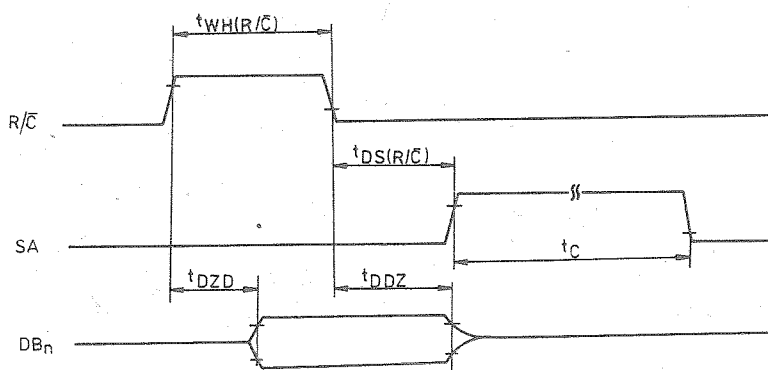 tWH(R/C̄)
R/C̄
tDS(R/C̄)
SA
tC
tDZD
tDDZ
DBn